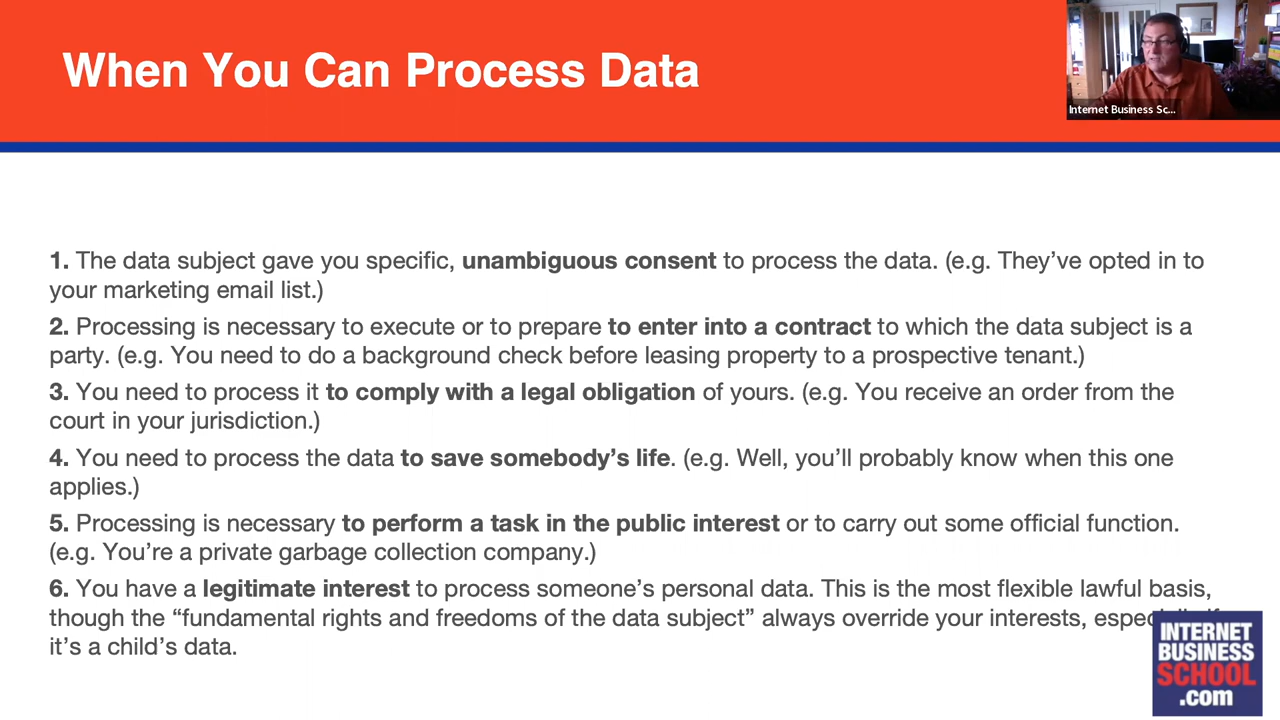 When You Can Process Data
Internet Business Sc...
1. The data subject gave you specific, unambiguous consent to process the data. (e.g. They’ve opted in to
your marketing email list.)
2. Processing is necessary to execute or to prepare to enter into a contract to which the data subject is a
party. (e.g. You need to do a background check before leasing property to a prospective tenant.)
3. You need to process it to comply with a legal obligation of yours. (e.g. You receive an order from the
court in your jurisdiction.)
4. You need to process the data to save somebody’s life. (e.g. Well, you’ll probably know when this one
applies.)
5. Processing is necessary to perform a task in the public interest or to carry out some official function.
(e.g. You’re a private garbage collection company.)
6. You have a legitimate interest to process someone’s personal data. This is the most flexible lawful basis,
though the “fundamental rights and freedoms of the data subject” always override your interests,
it’s a child’s data.
INTERNET
BUSINESS
SCHOOL
.com